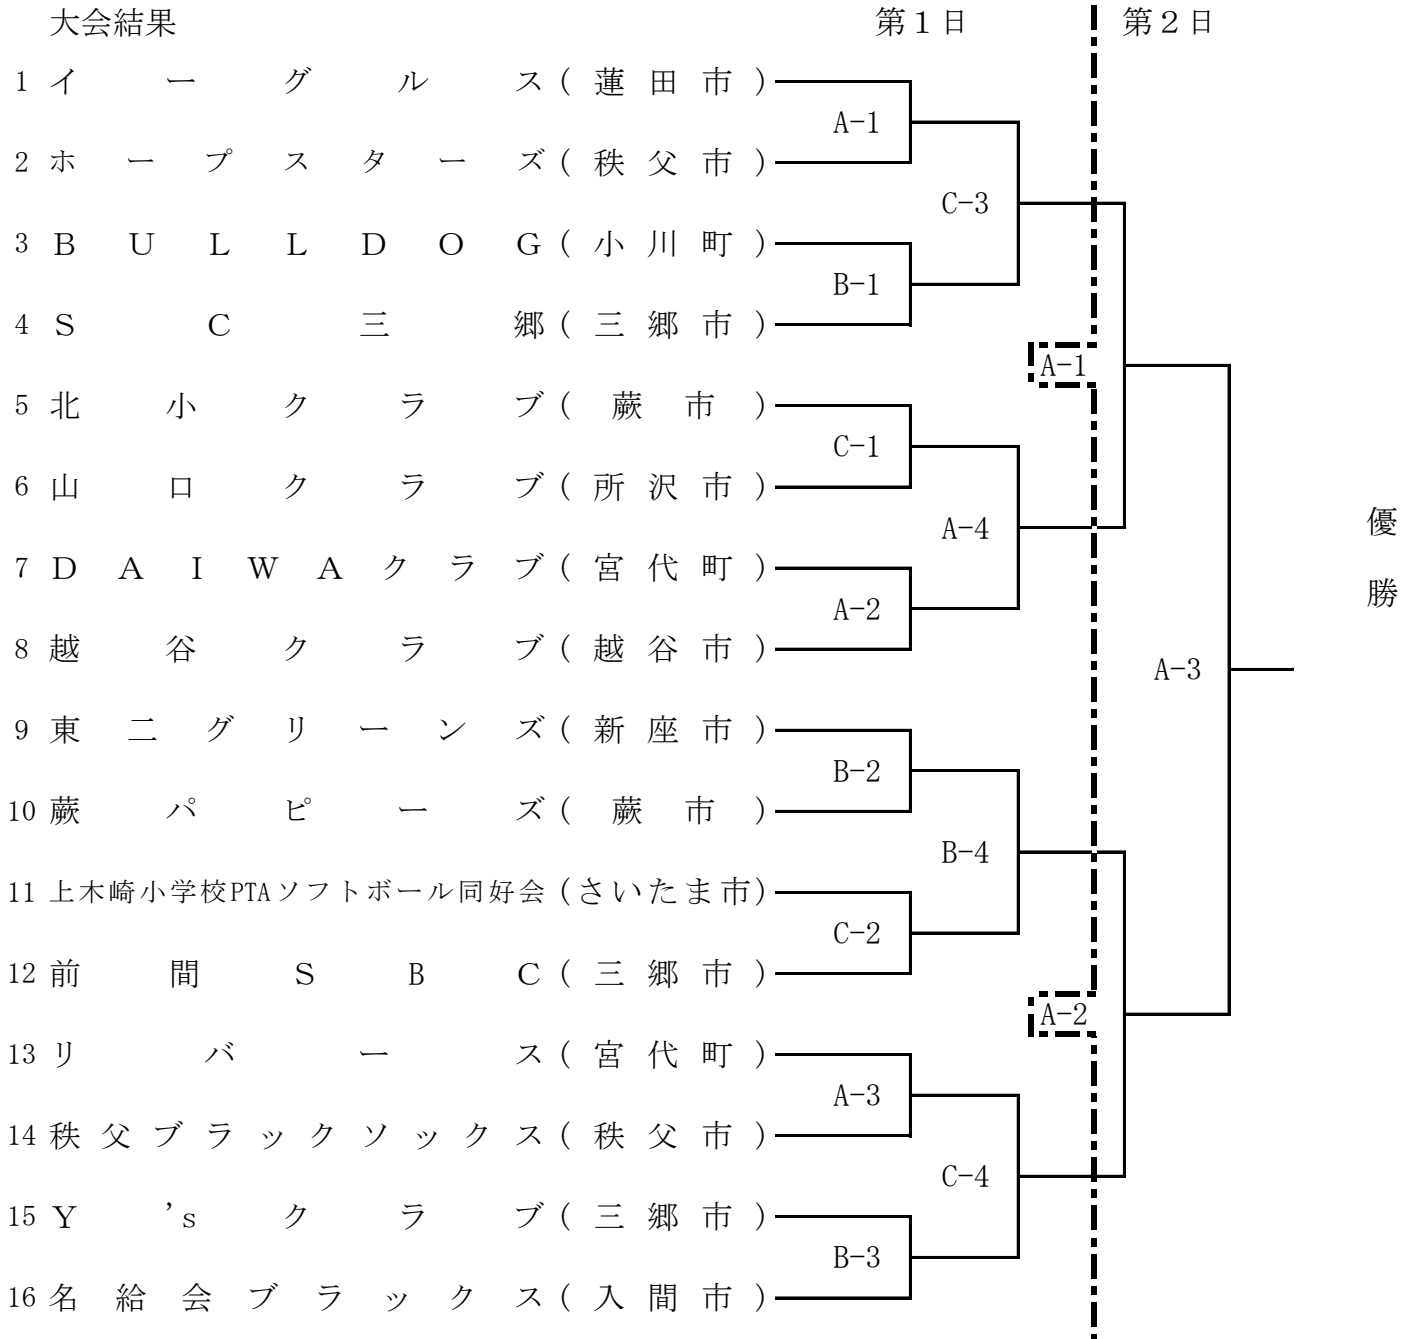 大会結果 第１日 第２日
1 イーグルス(蓮田市)
A-1
2 ホープスターズ(秩父市)
C-3
3 ＢＵＬＬＤＯＧ(小川町)
B-1
4 ＳＣ三郷(三郷市)
A-1
5 北小クラブ(蕨市)
C-1
6 山口クラブ(所沢市)
A-4
優勝
7 ＤＡＩＷＡクラブ(宮代町)
A-2
8 越谷クラブ(越谷市)
A-3
9 東二グリーンズ(新座市)
B-2
10 蕨パピーズ(蕨市)
B-4
11 上木崎小学校PTAソフトボール同好会(さいたま市)
C-2
12 前間ＳＢＣ(三郷市)
A-2
13 リバース(宮代町)
A-3
14 秩父ブラックソックス(秩父市)
C-4
15 Ｙ’ｓクラブ(三郷市)
B-3
16 名給会ブラックス(入間市)